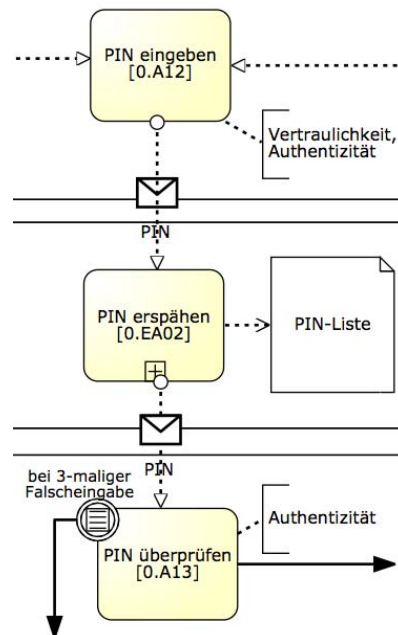 PIN eingeben
[0.A12]
Vertraulichkeit,
Authentizität
PIN
PIN erspähen
[0.EA02]
PIN-Liste
PIN
bei 3-maliger
Falscheingabe
Authentizität
PIN überprüfen
[0.A13]